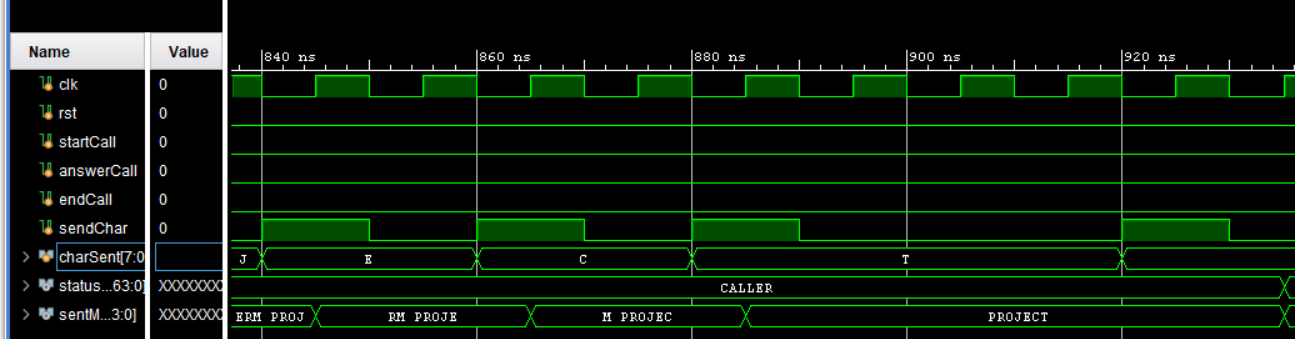 Name Value
840 ns 860 ns 880 ns 900 ns 920 ns
clk 0
rst 0
startCall 0
answerCall 0
endCall 0
sendChar 0
charSent[7:0 J E C T
status...63:0] XXXXXXXX CALLER
sentM...3:0] XXXXXXXX ERM PROJ RM PROJE M PROJEC PROJECT